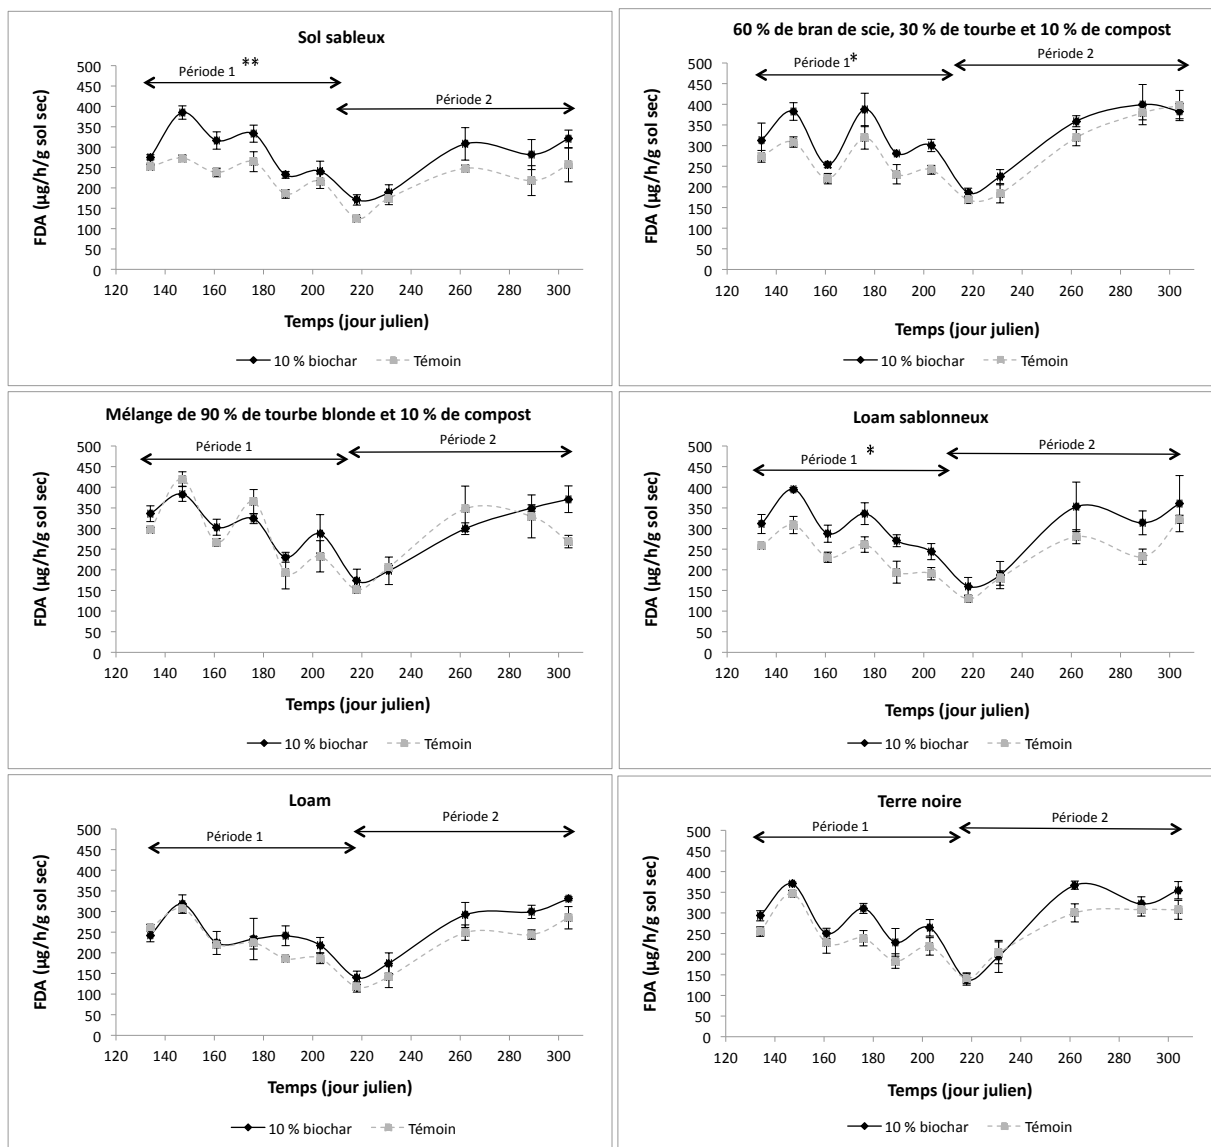 Sol sableux
Période 1 **
Période 2
500
450
400
350
300
250
200
150
100
50
0
FDA (µg/h/g sol sec)
120 140 160 180 200 220 240 260 280 300
Temps (jour julien)
10 % biochar Témoin
60 % de bran de scie, 30 % de tourbe et 10 % de compost
Période 1*
Période 2
500
450
400
350
300
250
200
150
100
50
0
FDA (µg/h/g sol sec)
120 140 160 180 200 220 240 260 280 300
Temps (jour julien)
10 % biochar Témoin
Mélange de 90 % de tourbe blonde et 10 % de compost
Période 1
Période 2
500
450
400
350
300
250
200
150
100
50
0
FDA (µg/h/g sol sec)
120 140 160 180 200 220 240 260 280 300
Temps (jour julien)
10 % biochar Témoin
Loam sablonneux
Période 1 *
Période 2
500
450
400
350
300
250
200
150
100
50
0
FDA (µg/h/g sol sec)
120 140 160 180 200 220 240 260 280 300
Temps (jour julien)
10 % biochar Témoin
Loam
Période 1
Période 2
500
450
400
350
300
250
200
150
100
50
0
FDA (µg/h/g sol sec)
120 140 160 180 200 220 240 260 280 300
Temps (jour julien)
10 % biochar Témoin
Terre noire
Période 1
Période 2
500
450
400
350
300
250
200
150
100
50
0
FDA (µg/h/g sol sec)
120 140 160 180 200 220 240 260 280 300
Temps (jour julien)
10 % biochar Témoin